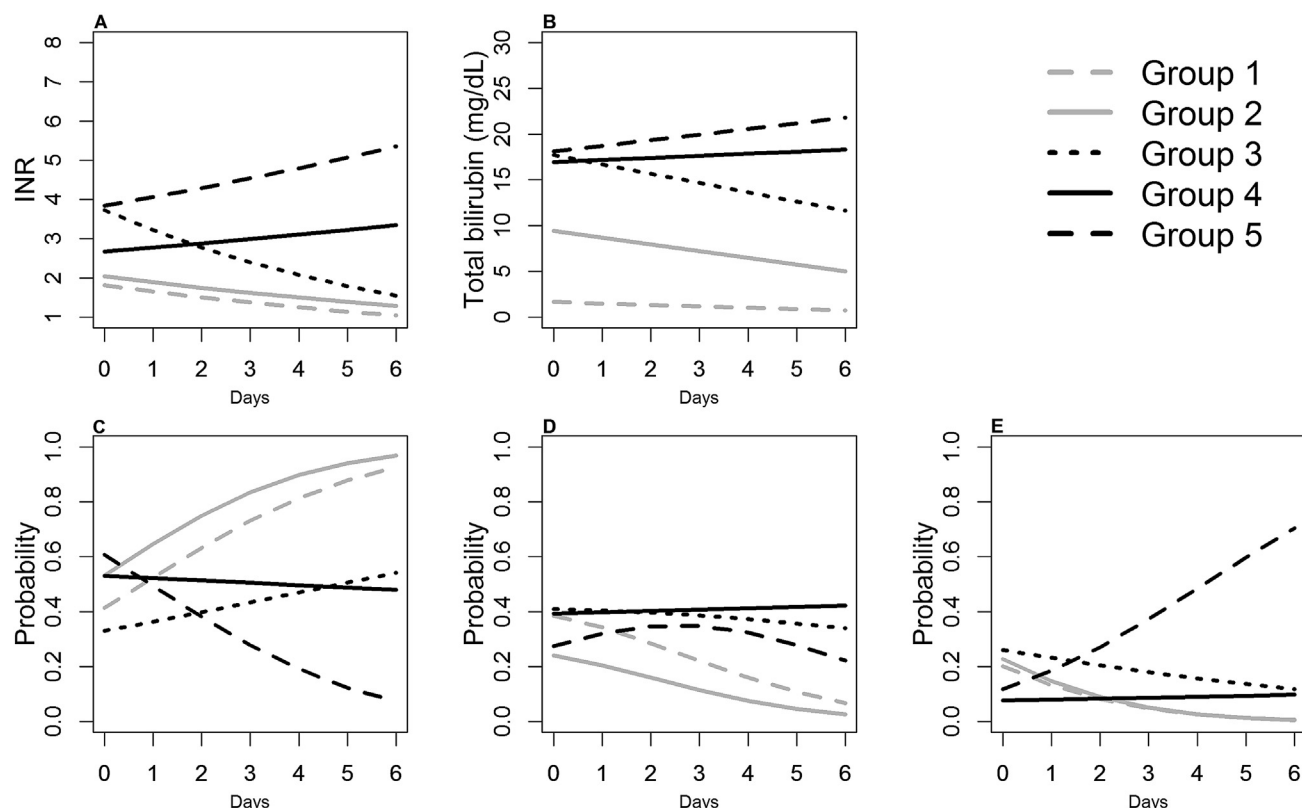 A
INR
8
7
6
5
4
3
2
1
0 1 2 3 4 5 6
Days
B
Total bilirubin (mg/dL)
30
25
20
15
10
5
0
0 1 2 3 4 5 6
Days
Group 1
Group 2
Group 3
Group 4
Group 5
C
Probability
1.0
0.8
0.6
0.4
0.2
0.0
0 1 2 3 4 5 6
Days
D
Probability
1.0
0.8
0.6
0.4
0.2
0.0
0 1 2 3 4 5 6
Days
E
Probability
1.0
0.8
0.6
0.4
0.2
0.0
0 1 2 3 4 5 6
Days